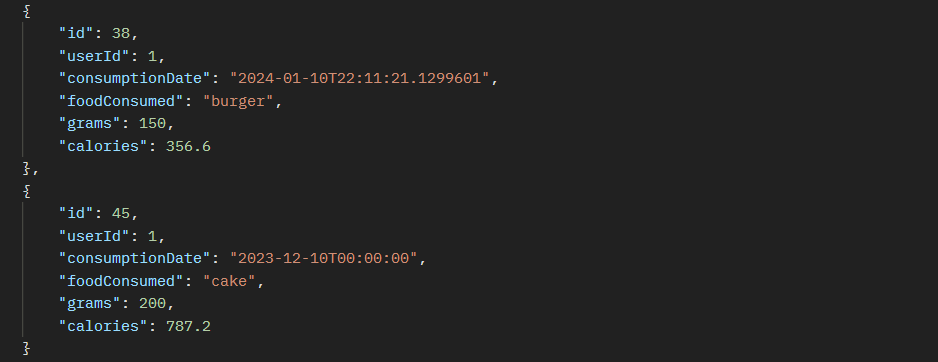 {
"id": 38,
"userId": 1,
"consumptionDate": "2024-01-10T22:11:21.1299601",
"foodConsumed": "burger",
"grams": 150,
"calories": 356.6
},
{
"id": 45,
"userId": 1,
"consumptionDate": "2023-12-10T00:00:00",
"foodConsumed": "cake",
"grams": 200,
"calories": 787.2
}